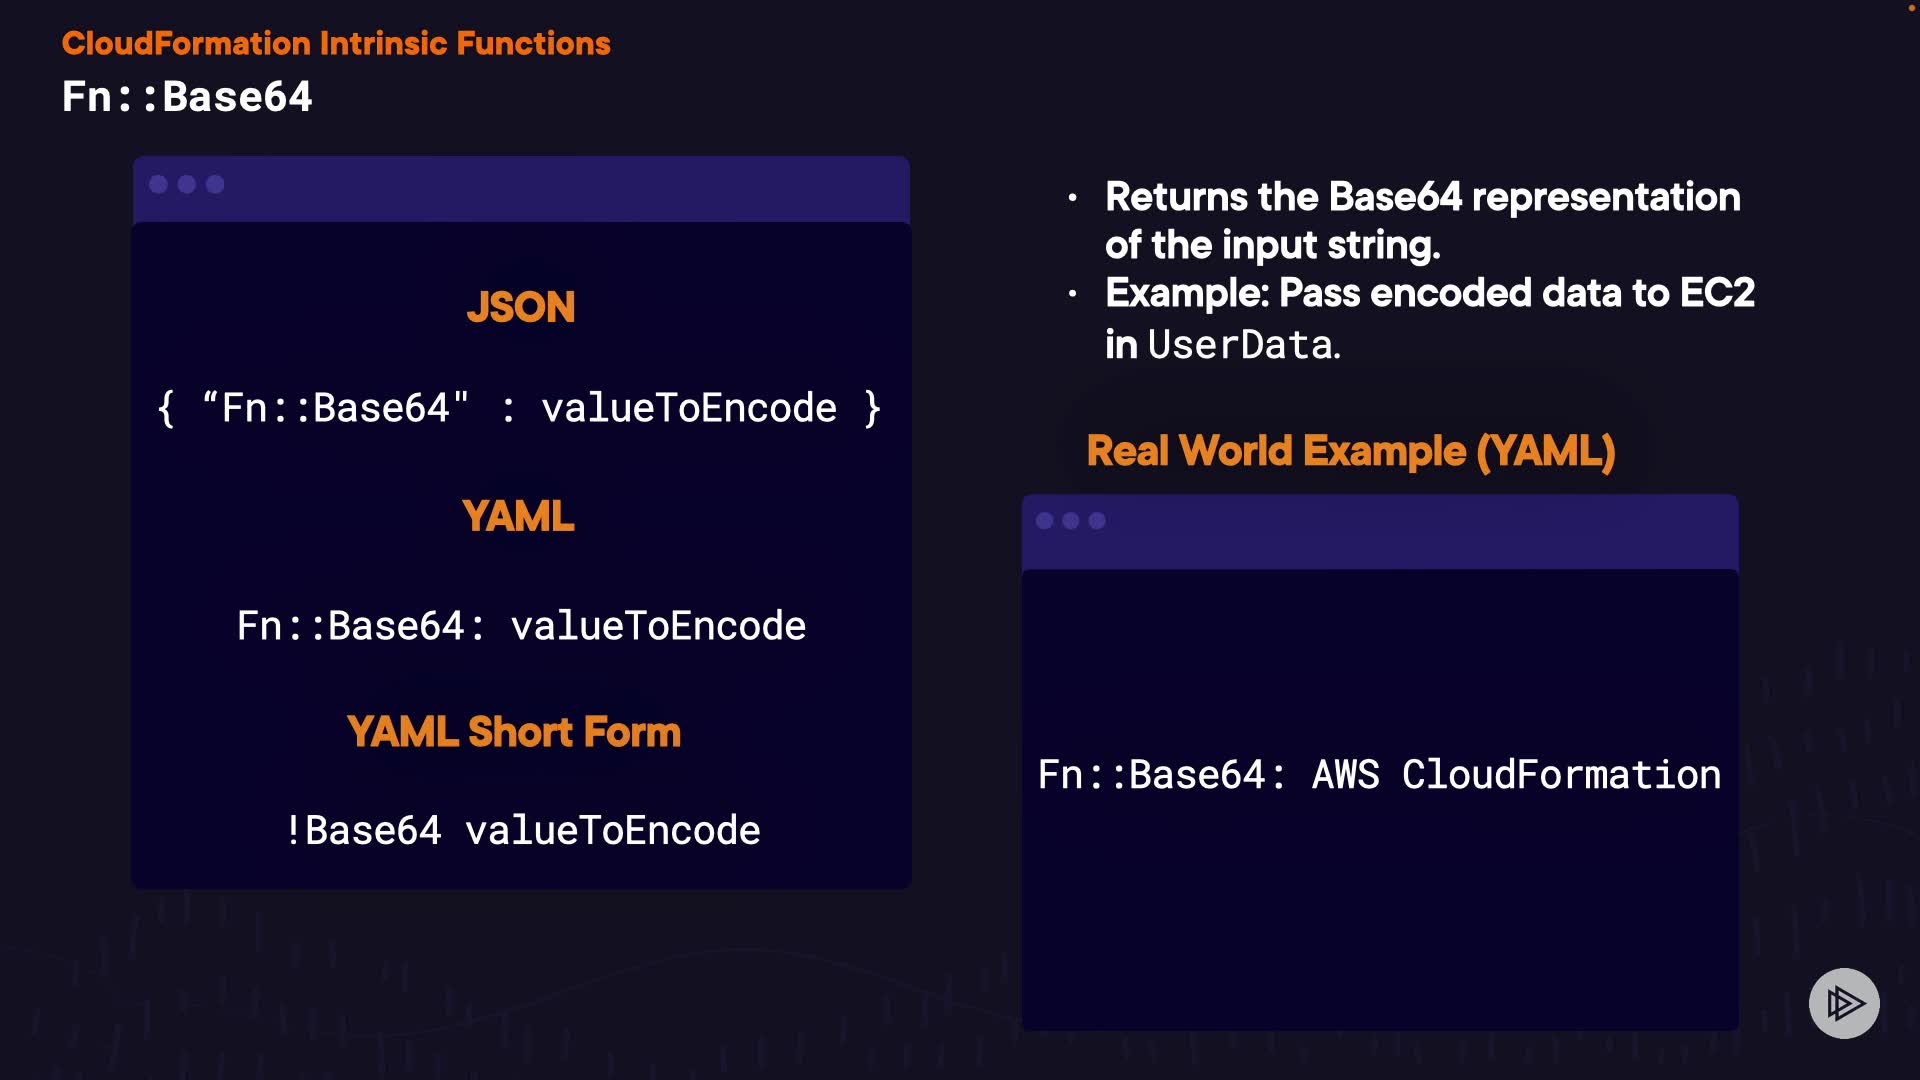 CloudFormation Intrinsic Functions
Fn::Base64
JSON
{ “Fn::Base64" : valueToEncode }
YAML
Fn::Base64: valueToEncode
YAML Short Form
!Base64 valueToEncode
• Returns the Base64 representation
of the input string.
• Example: Pass encoded data to EC2
in UserData.
Real World Example (YAML)
Fn::Base64: AWS CloudFormation